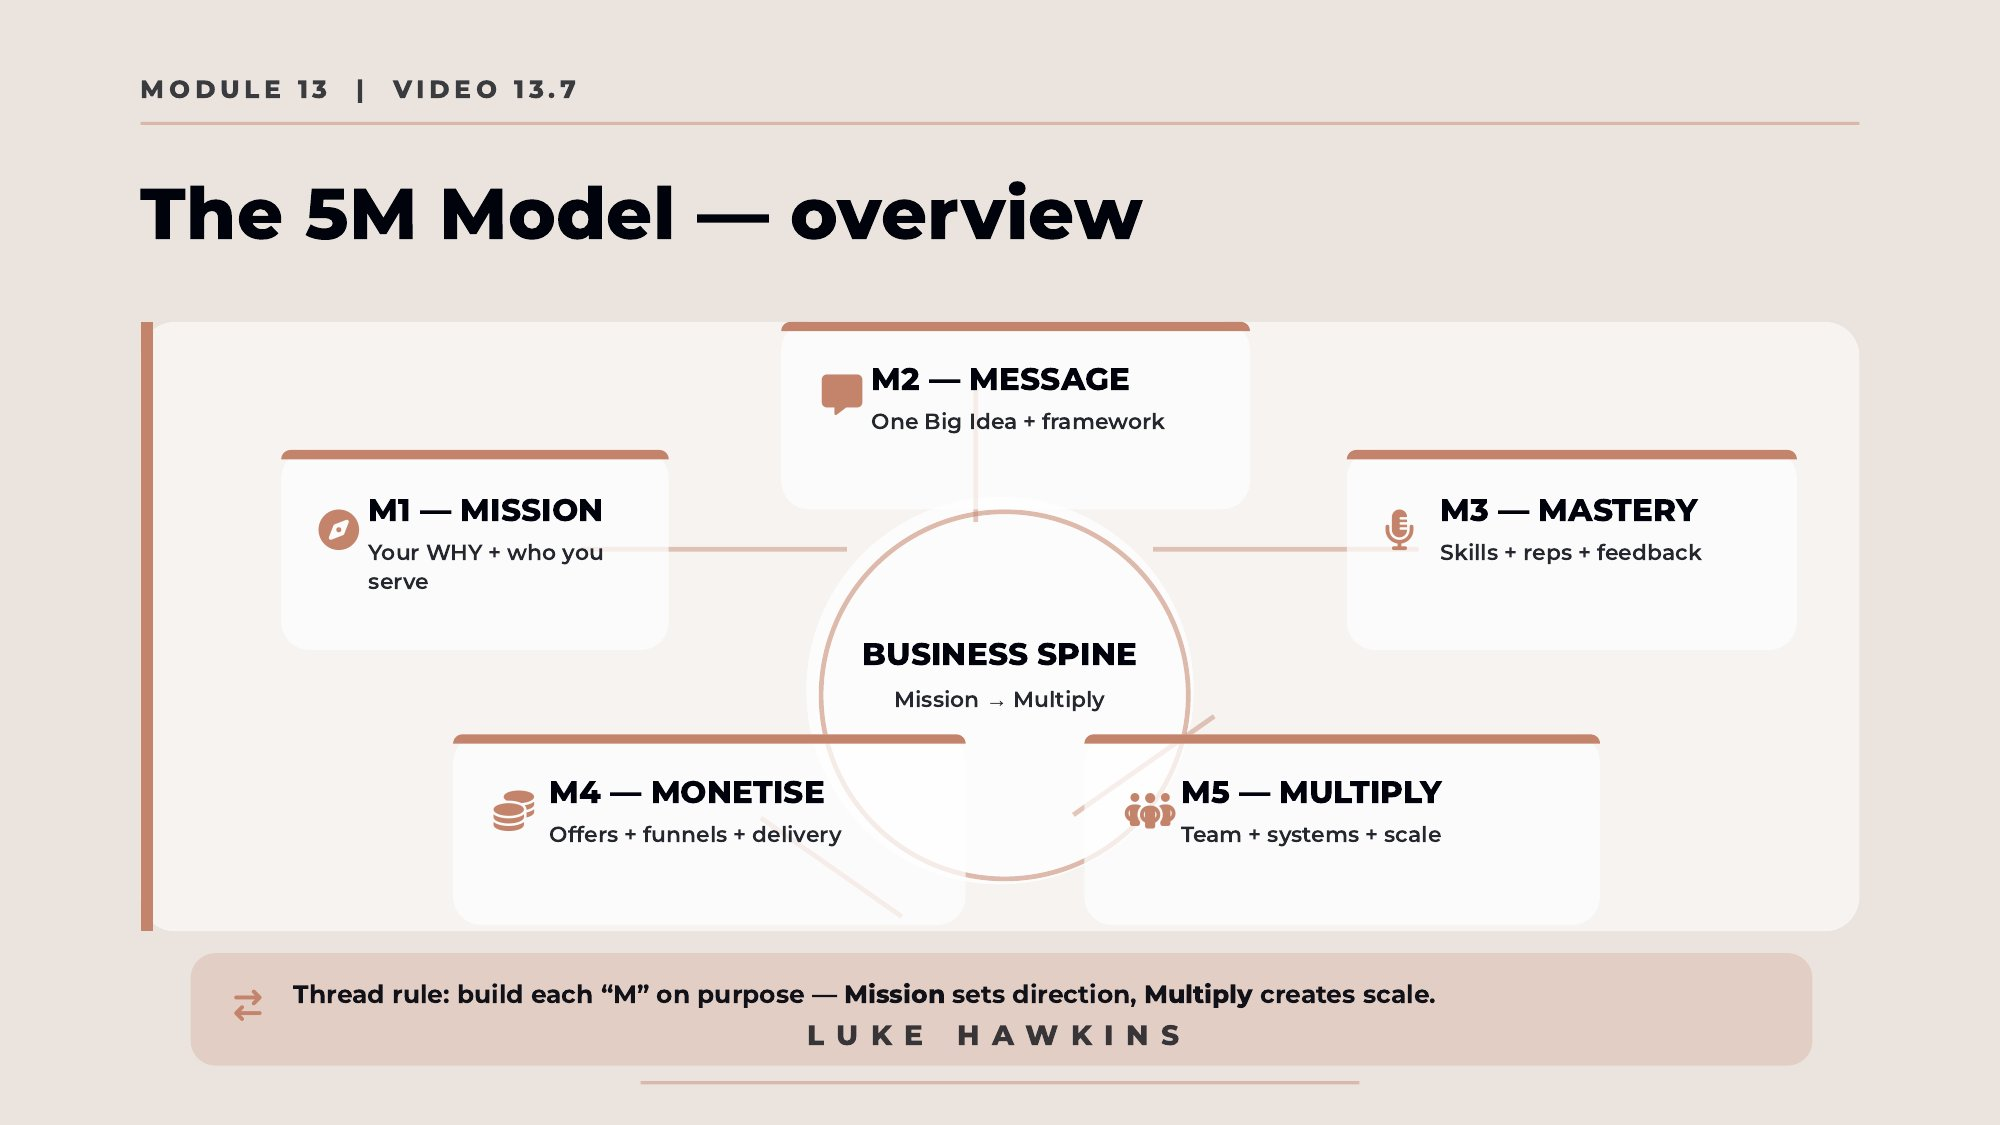 MODULE 13 | VIDEO 13.7
The 5M Model — overview
M2 — MESSAGE
One Big Idea + framework
M1 — MISSION
Your WHY + who you
serve
M3 — MASTERY
Skills + reps + feedback
BUSINESS SPINE
Mission → Multiply
M4 — MONETISE
Offers + funnels + delivery
M5 — MULTIPLY
Team + systems + scale
Thread rule: build each “M” on purpose — Mission sets direction, Multiply creates scale.
LUKE HAWKINS